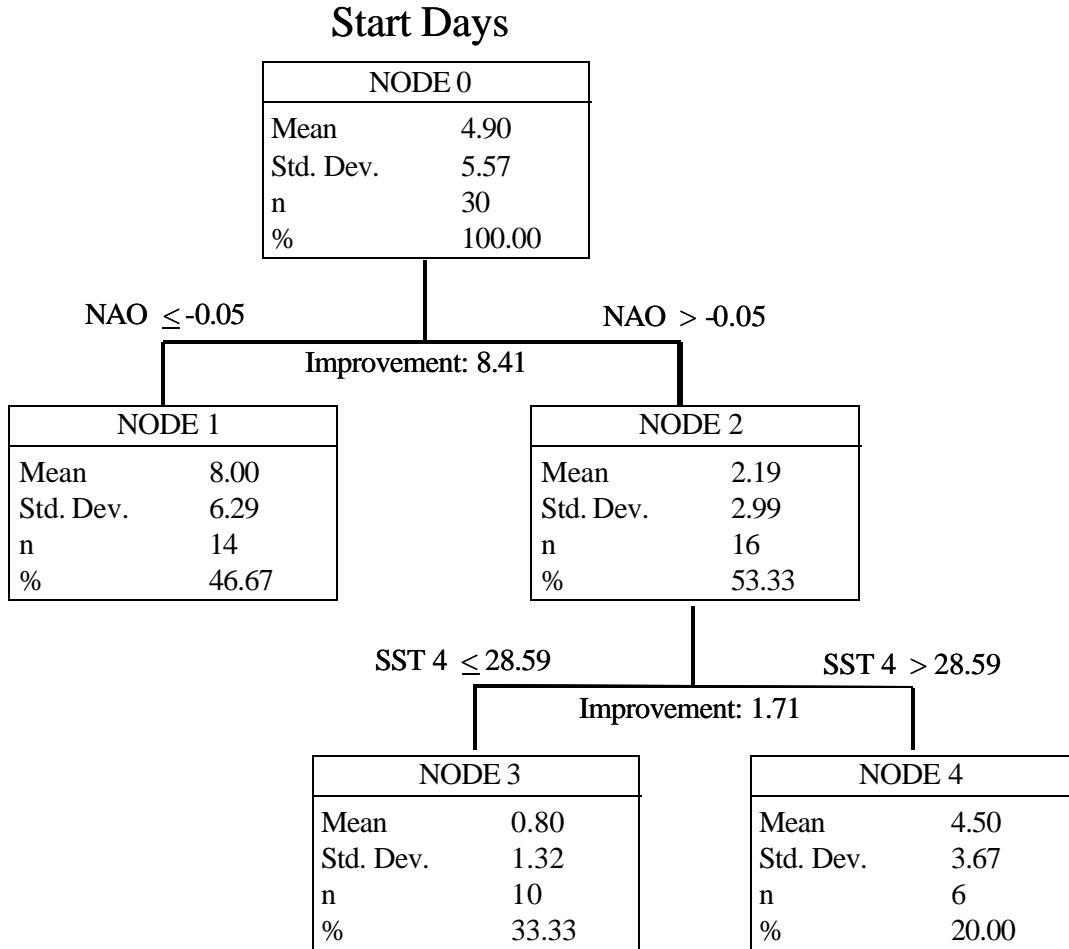 Start Days
NODE 0
Mean 4.90
Std. Dev. 5.57
n 30
% 100.00
NAO ≤ -0.05 NAO > -0.05
Improvement: 8.41
NODE 1
Mean 8.00
Std. Dev. 6.29
n 14
% 46.67
NODE 2
Mean 2.19
Std. Dev. 2.99
n 16
% 53.33
SST 4 ≤ 28.59 SST 4 > 28.59
Improvement: 1.71
NODE 3
Mean 0.80
Std. Dev. 1.32
n 10
% 33.33
NODE 4
Mean 4.50
Std. Dev. 3.67
n 6
% 20.00